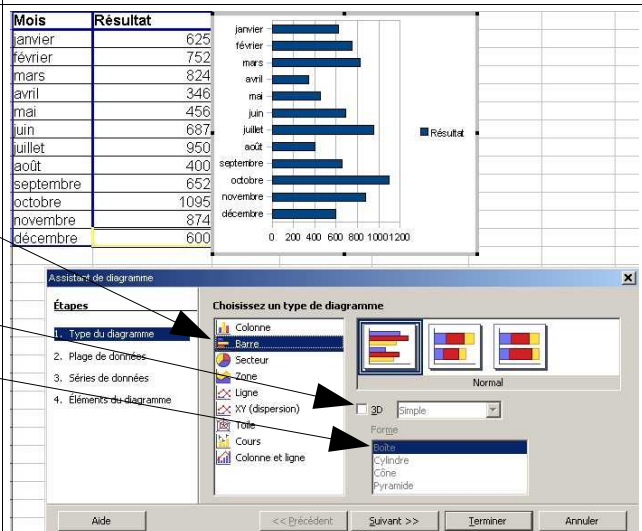 Mois Résultat
janvier 625
février 752
mars 824
avril 346
mai 456
juin 687
juillet 950
août 400
septembre 652
octobre 1095
novembre 874
décembre 600
janvier
février
mars
avril
mai
juin
juillet
août
septembre
octobre
novembre
décembre
0 200 400 600 800 1000 1200
Résultat
Assistant de diagramme
Étapes
1. Type du diagramme
2. Plage de données
3. Séries de données
4. Éléments du diagramme
Choisissez un type de diagramme
Colonne
Barre
Secteur
Zone
Ligne
XY (dispersion)
Toile
Cours
Colonne et ligne
Normal
3D Simple
Forme
Boîte
Cylindre
Cône
Pyramide
Aide << Précédent Suivant >> Terminer Annuler